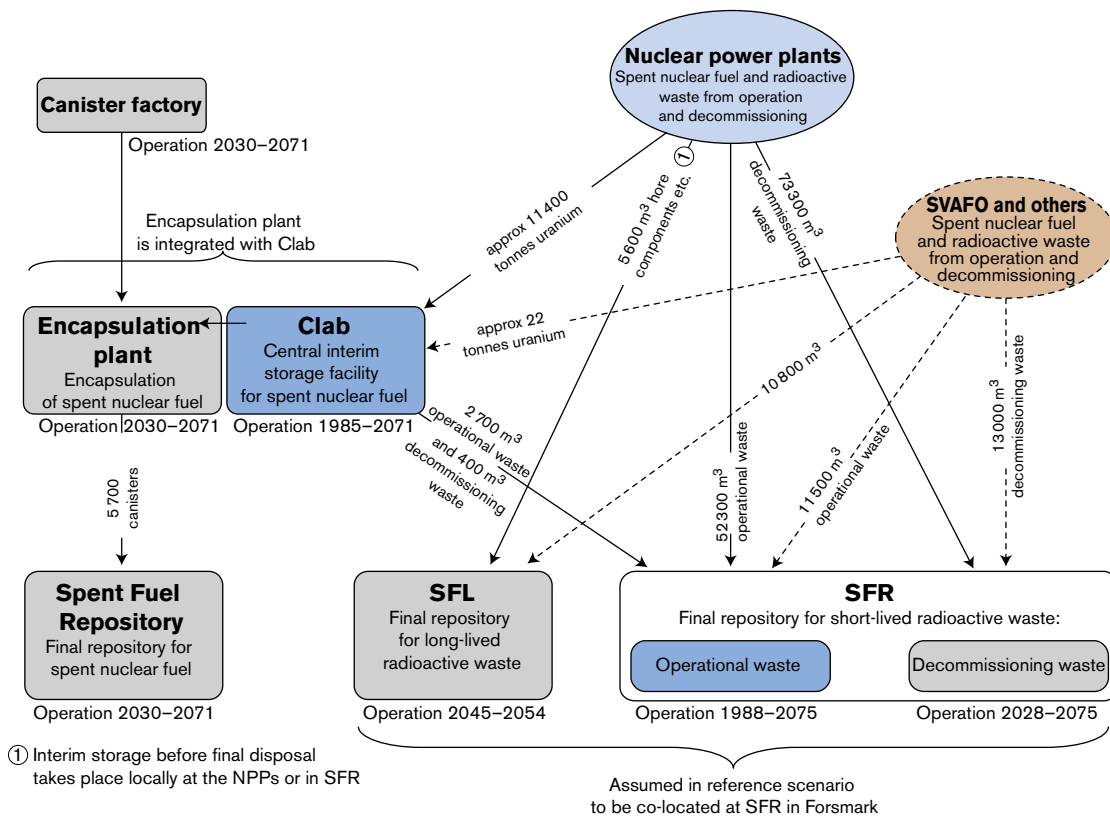 Nuclear power plants
Spent nuclear fuel and radioactive
waste from operation
and decommissioning
Canister factory
Operation 2030–2071
Encapsulation plant
is integrated with Clab
approx 11 400
tonnes uranium
5 600 m³ hore
components etc.
1
73 300 m³
decommissioning
waste
SVAFO and others
Spent nuclear fuel
and radioactive waste
from operation and
decommissioning
Encapsulation
plant
Encapsulation
of spent nuclear fuel
Operation 2030–2071
Clab
Central interim
storage facility
for spent nuclear fuel
Operation 1985–2071
approx 22
tonnes uranium
10 800 m³
2 700 m³
operational waste
and 400 m³
decommissioning
waste
52 300 m³
operational waste
11 500 m³
operational waste
13 000 m³
decommissioning waste
5 700
canisters
Spent Fuel
Repository
Final repository for
spent nuclear fuel
Operation 2030–2071
SFL
Final repository
for long-lived
radioactive waste
Operation 2045–2054
SFR
Final repository for short-lived radioactive waste:
Operational waste
Decommissioning waste
Operation 1988–2075
Operation 2028–2075
1 Interim storage before final disposal
takes place locally at the NPPs or in SFR
Assumed in reference scenario
to be co-located at SFR in Forsmark